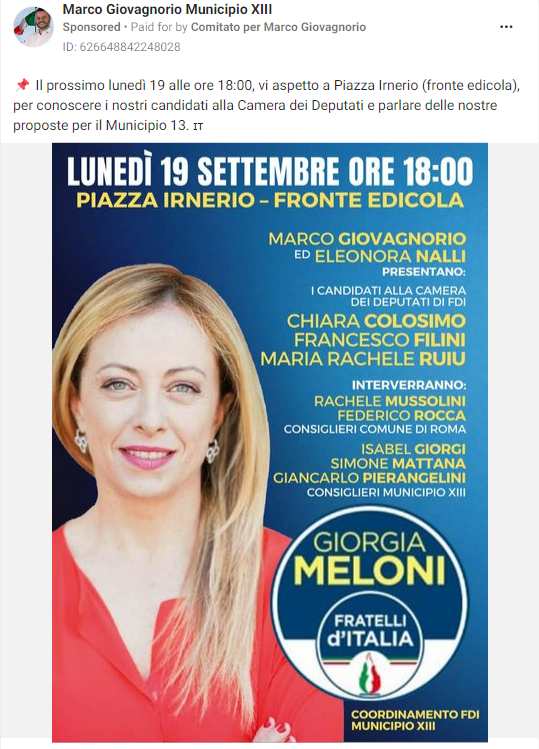 Marco Giovagnorio Municipio XIII
Sponsored • Paid for by Comitato per Marco Giovagnorio
ID: 626648842248028
📌 Il prossimo lunedì 19 alle ore 18:00, vi aspetto a Piazza Irnerio (fronte edicola),
per conoscere i nostri candidati alla Camera dei Deputati e parlare delle nostre
proposte per il Municipio 13. IT
LUNEDÌ 19 SETTEMBRE ORE 18:00
PIAZZA IRNERIO – FRONTE EDICOLA
MARCO GIOVAGNORIO
ED ELEONORA NALLI
PRESENTANO:
I CANDIDATI ALLA CAMERA
DEI DEPUTATI DI FDI
CHIARA COLOSIMO
FRANCESCO FILINI
MARIA RACHELE RUIU
INTERVERRANNO:
RACHELE MUSSOLINI
FEDERICO ROCCA
CONSIGLIERI COMUNE DI ROMA
ISABEL GIORGI
SIMONE MATTANA
GIANCARLO PIERANGELINI
CONSIGLIERI MUNICIPIO XIII
GIORGIA
MELONI
FRATELLI
d'ITALIA
COORDINAMENTO FDI
MUNICIPIO XIII